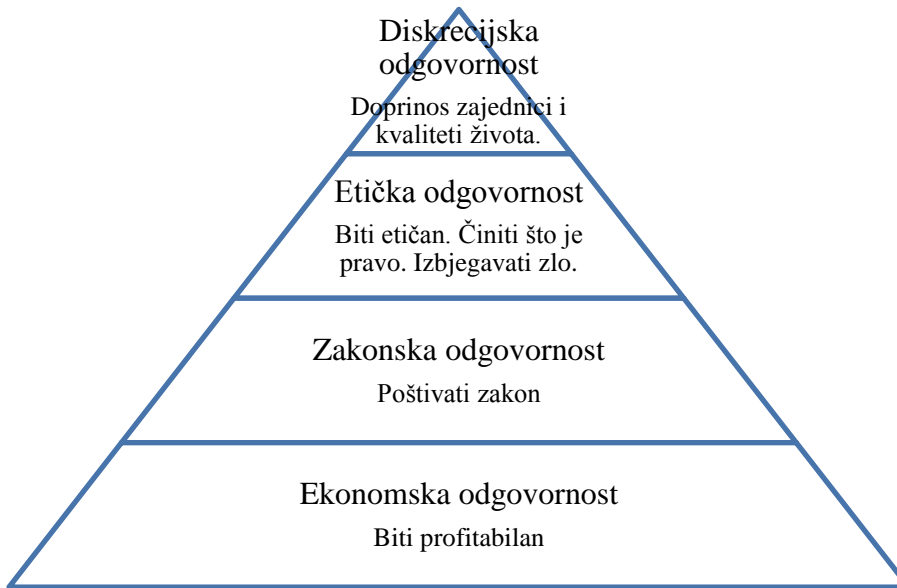 Diskrecijska
odgovornost
Doprinos zajednici i
kvaliteti života.
Etička odgovornost
Biti etičan. Činiti što je
pravo. Izbjegavati zlo.
Zakonska odgovornost
Poštivati zakon
Ekonomska odgovornost
Biti profitabilan